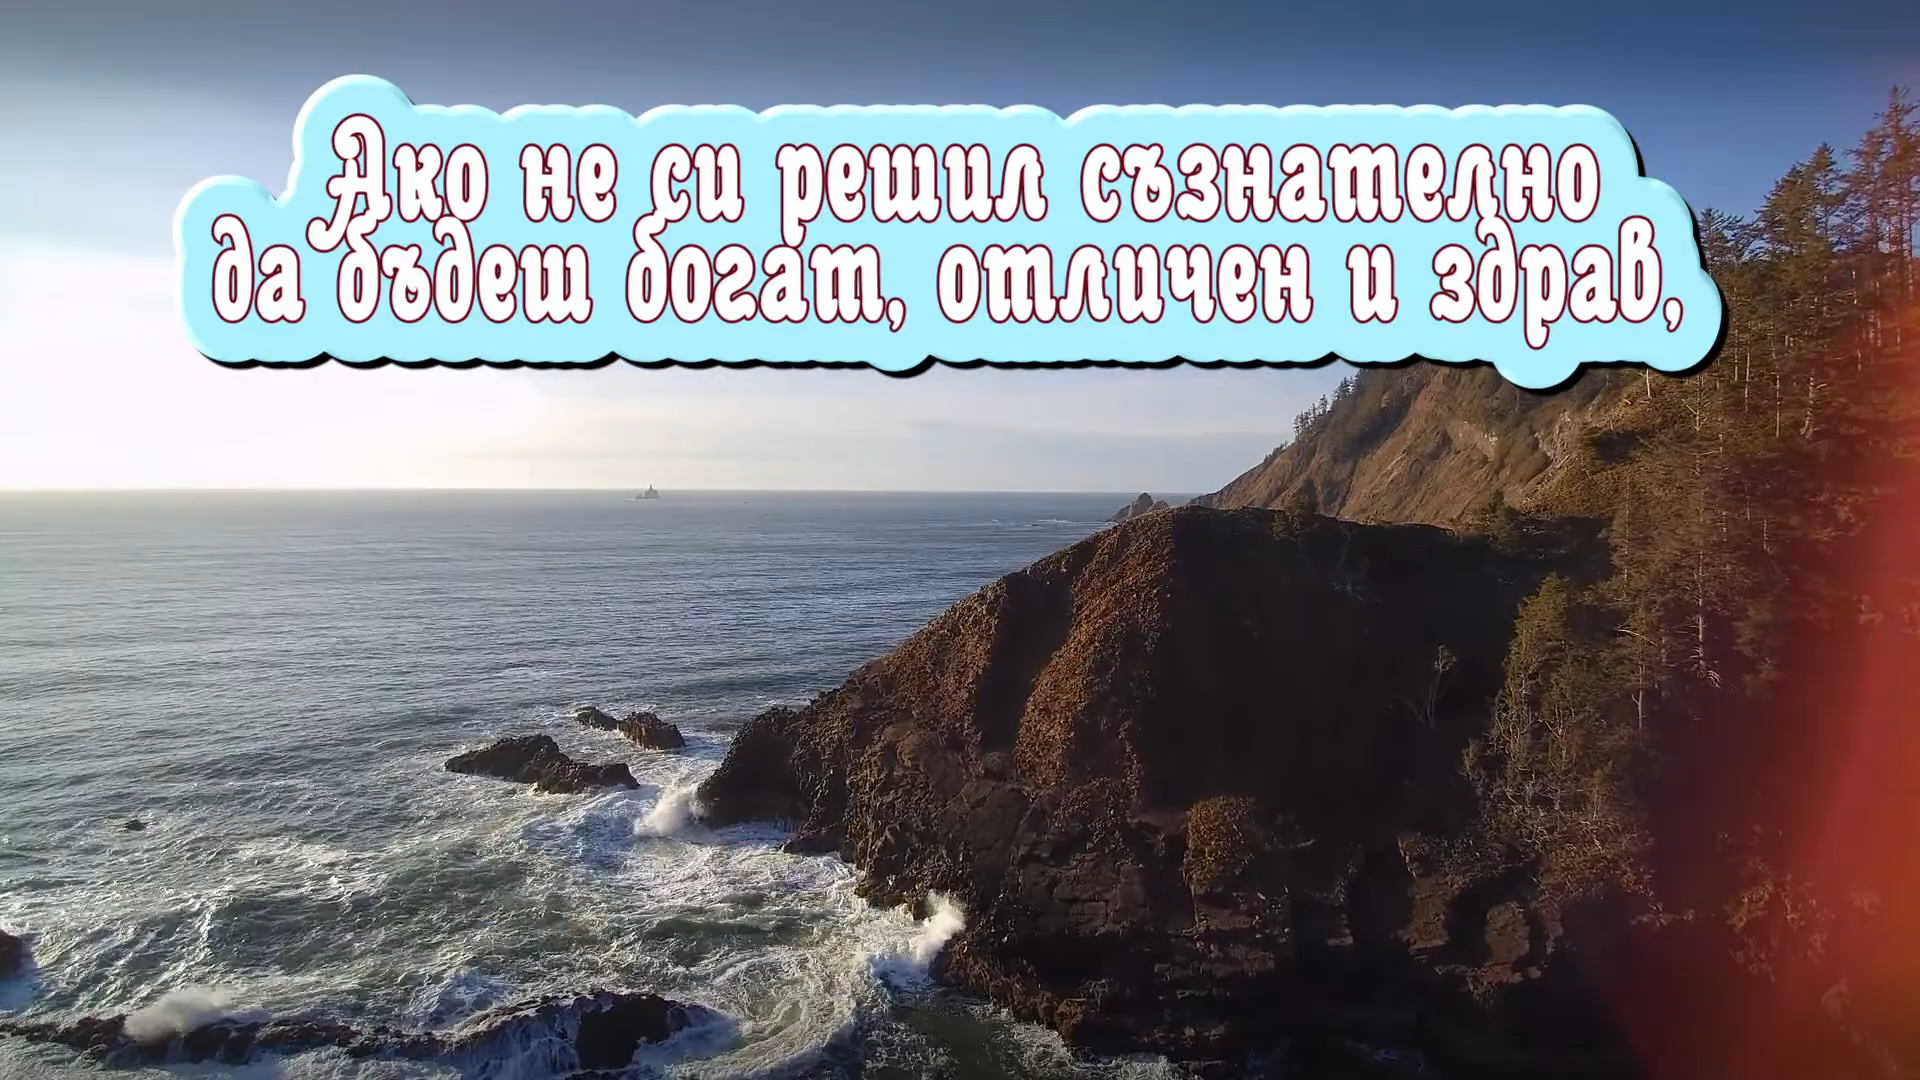 Ако не си решил съзнателно
да бъдеш богат, отличен и здрав,